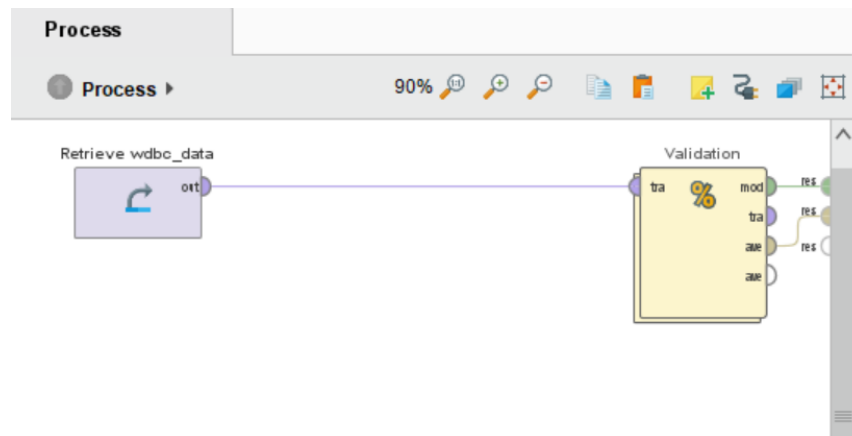 Process
Process
90%
Retrieve wdbc_data
out
Validation
tra
mod
tra
ave
ave
res
res
res